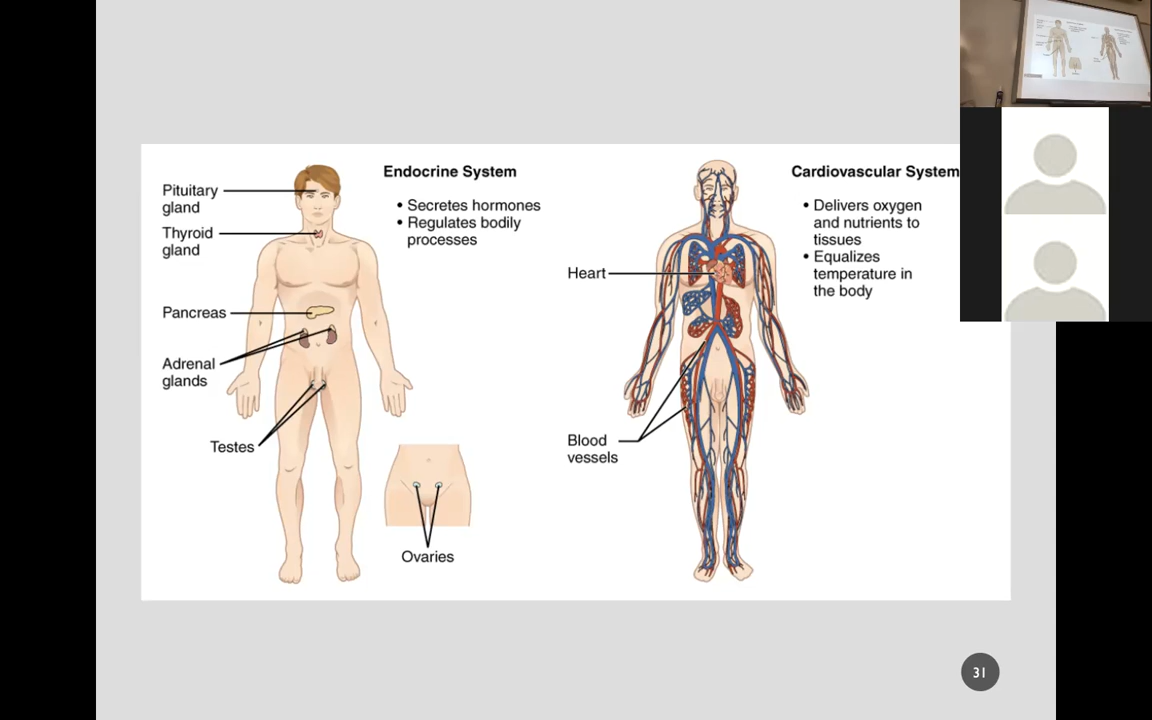 Endocrine System
Pituitary
gland
Thyroid
gland
Pancreas
Adrenal
glands
Testes
Ovaries
• Secretes hormones
• Regulates bodily
processes
Cardiovascular System
Heart
Blood
vessels
• Delivers oxygen
and nutrients to
tissues
• Equalizes
temperature in
the body
31